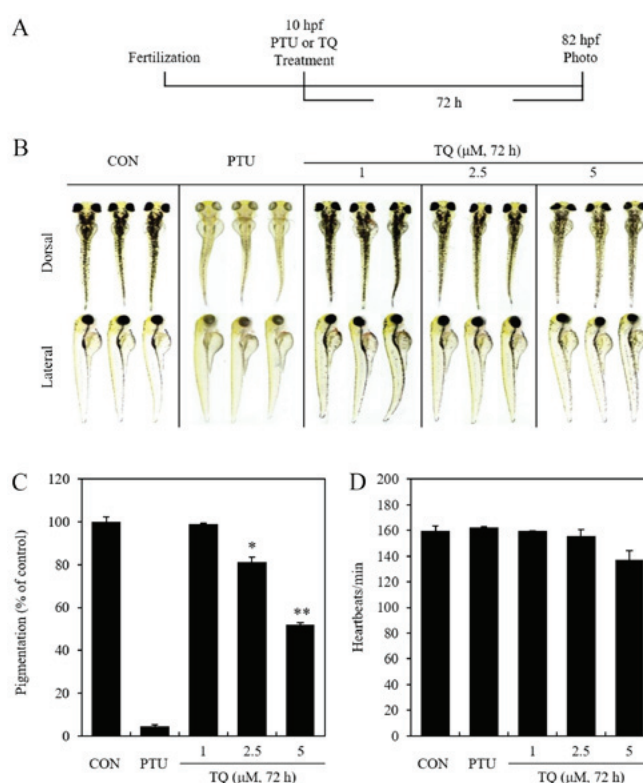 A
10 hpf
PTU or TQ
Treatment
82 hpf
Photo
Fertilization
72 h
B
CON
PTU
TQ (μM, 72 h)
1
2.5
5
Dorsal
Lateral
C
120
100
80
60
40
20
0
Pigmentation (% of control)
*
**
CON
PTU
1
2.5
5
TQ (μM, 72 h)
D
200
180
160
140
120
100
80
60
40
20
0
Heartbeats/min
CON
PTU
1
2.5
5
TQ (μM, 72 h)